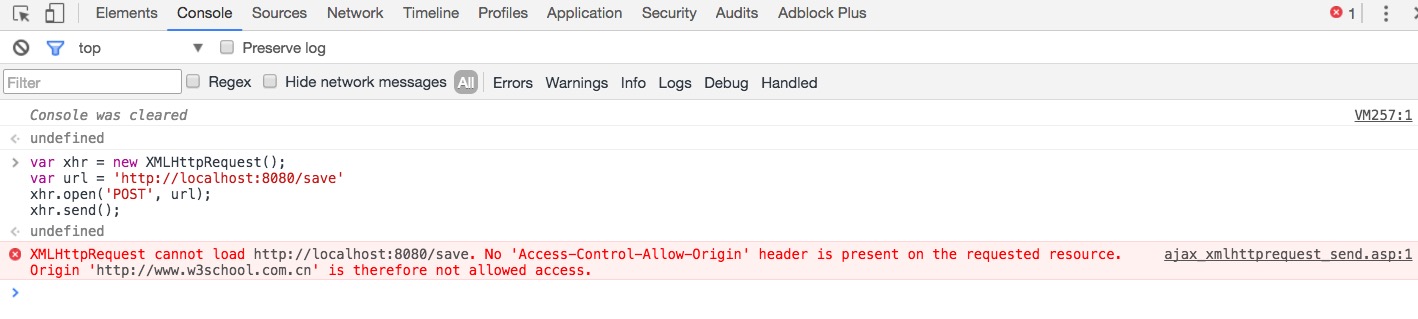 Elements Console Sources Network Timeline Profiles Application Security Audits Adblock Plus 1
top Preserve log
Filter Regex Hide network messages All Errors Warnings Info Logs Debug Handled
Console was cleared VM257:1
undefined
var xhr = new XMLHttpRequest();
var url = 'http://localhost:8080/save'
xhr.open('POST', url);
xhr.send();
undefined
XMLHttpRequest cannot load http://localhost:8080/save. No 'Access-Control-Allow-Origin' header is present on the requested resource. ajax_xmlhttprequest_send.asp:1
Origin 'http://www.w3school.com.cn' is therefore not allowed access.